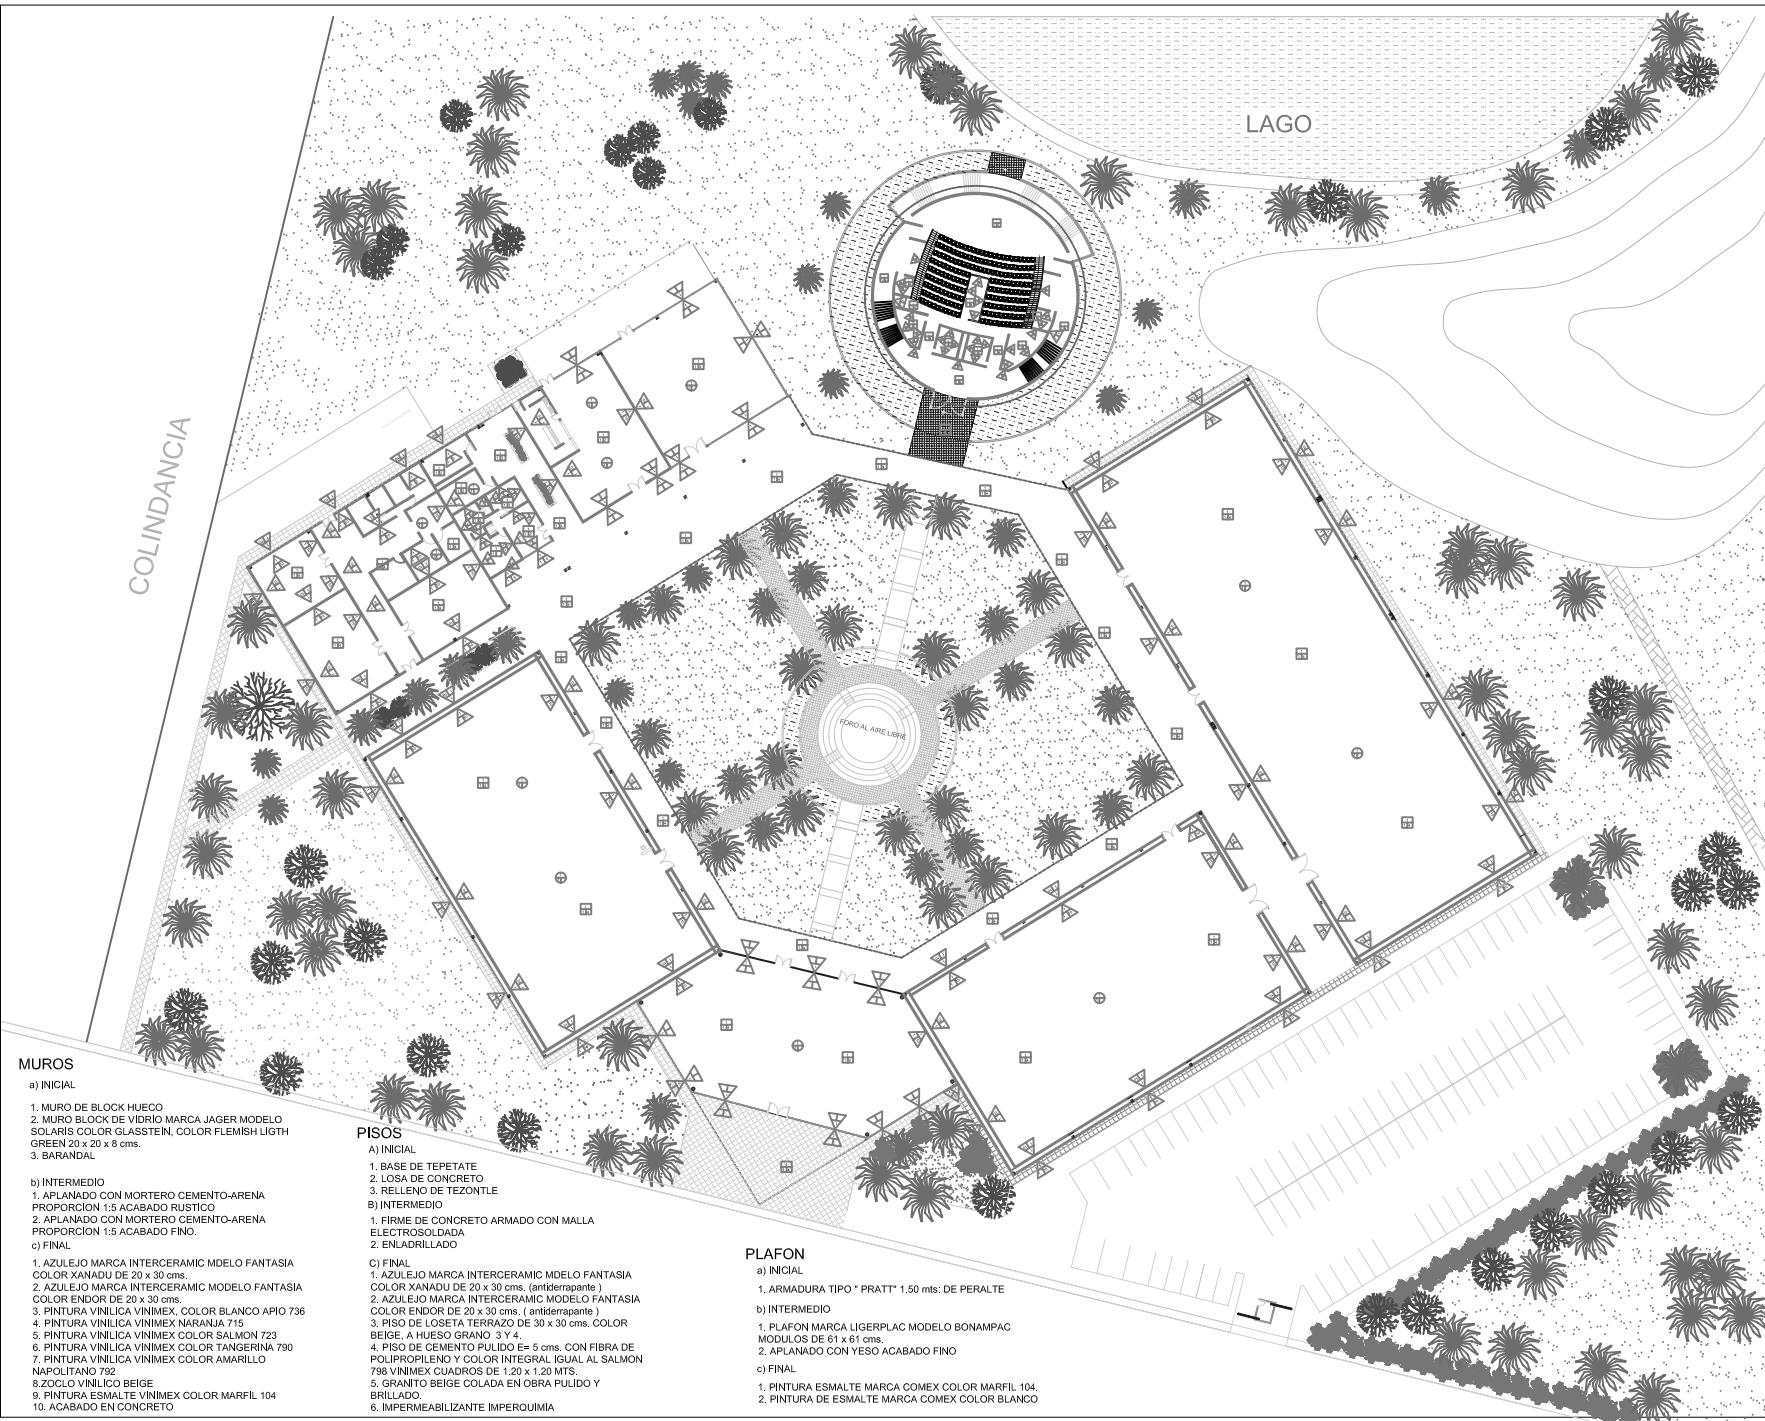 LAGO
COLINDANCIA
FORO AL AIRE LIBRE
MUROS
a) INICIAL
1. MURO DE BLOCK HUECO
2. MURO BLOCK DE VIDRIO MARCA JAGER MODELO
SOLARIS COLOR GLASSTEIN, COLOR FLEMISH LIGTH
GREEN 20 x 20 x 8 cms.
3. BARANDAL
b) INTERMEDIO
1. APLANADO CON MORTERO CEMENTO-ARENA
PROPORCION 1:5 ACABADO RUSTICO
2. APLANADO CON MORTERO CEMENTO-ARENA
PROPORCION 1:5 ACABADO FINO.
c) FINAL
1. AZULEJO MARCA INTERCERAMIC MDELO FANTASIA
COLOR XANADU DE 20 x 30 cms.
2. AZULEJO MARCA INTERCERAMIC MODELO FANTASIA
COLOR ENDOR DE 20 x 30 cms.
3. PINTURA VINILICA VINIMEX, COLOR BLANCO APIO 736
4. PINTURA VINILICA VINIMEX NARANJA 715
5. PINTURA VINILICA VINIMEX COLOR SALMON 723
6. PINTURA VINILICA VINIMEX COLOR TANGERINA 790
7. PINTURA VINILICA VINIMEX COLOR AMARILLO
NAPOLITANO 792
8.ZOCLO VINILICO BEIGE
9. PINTURA ESMALTE VINIMEX COLOR MARFIL 104
10. ACABADO EN CONCRETO
PISOS
A) INICIAL
1. BASE DE TEPETATE
2. LOSA DE CONCRETO
3. RELLENO DE TEZONTLE
B) INTERMEDIO
1. FIRME DE CONCRETO ARMADO CON MALLA
ELECTROSOLDADA
2. ENLADRILLADO
C) FINAL
1. AZULEJO MARCA INTERCERAMIC MDELO FANTASIA
COLOR XANADU DE 20 x 30 cms. (antiderrapante )
2. AZULEJO MARCA INTERCERAMIC MODELO FANTASIA
COLOR ENDOR DE 20 x 30 cms. ( antiderrapante )
3. PISO DE LOSETA TERRAZO DE 30 x 30 cms. COLOR
BEIGE, A HUESO GRANO  3 Y 4.
4. PISO DE CEMENTO PULIDO E= 5 cms. CON FIBRA DE
POLIPROPILENO Y COLOR INTEGRAL IGUAL AL SALMON
798 VINIMEX CUADROS DE 1.20 x 1.20 MTS.
5. GRANITO BEIGE COLADA EN OBRA PULIDO Y
BRILLADO.
6. IMPERMEABILIZANTE IMPERQUIMIA
PLAFON
a) INICIAL
1. ARMADURA TIPO " PRATT" 1.50 mts: DE PERALTE
b) INTERMEDIO
1. PLAFON MARCA LIGERPLAC MODELO BONAMPAC
MODULOS DE 61 x 61 cms.
2. APLANADO CON YESO ACABADO FINO
c) FINAL
1. PINTURA ESMALTE MARCA COMEX COLOR MARFIL 104.
2. PINTURA DE ESMALTE MARCA COMEX COLOR BLANCO